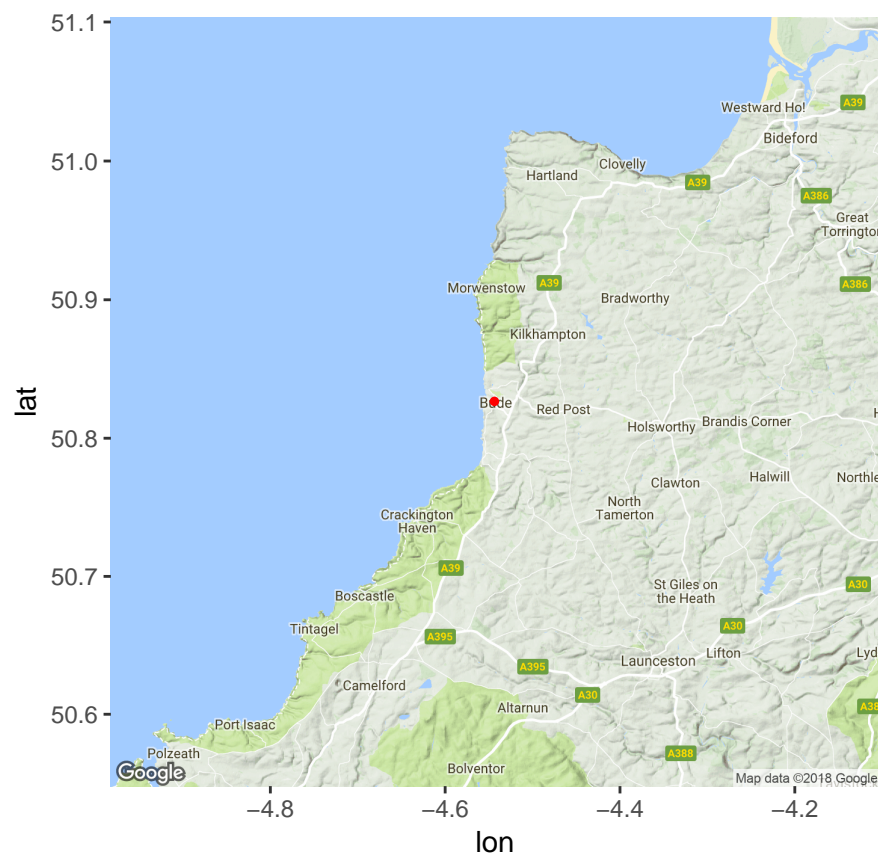 51.1
Westward Ho!
A39
Bideford
51.0
Clovelly
Hartland
A39
A386
Great
Torrington
50.9
Morwenstow
A39
Bradworthy
A386
Kilkhampton
lat
Bude
Red Post
Holsworthy
Brandis Corner
H
50.8
Clawton
Halwill
Northle
North
Tamerton
Crackington
Haven
A39
50.7
St Giles on
the Heath
A30
Boscastle
Tintagel
A395
A30
A395
Launceston
Lifton
Lyd
Camelford
A30
50.6
Altarnun
A38
Port Isaac
Polzeath
A388
Bolventor
Google
Map data ©2018 Google
−4.8
−4.6
−4.4
−4.2
lon